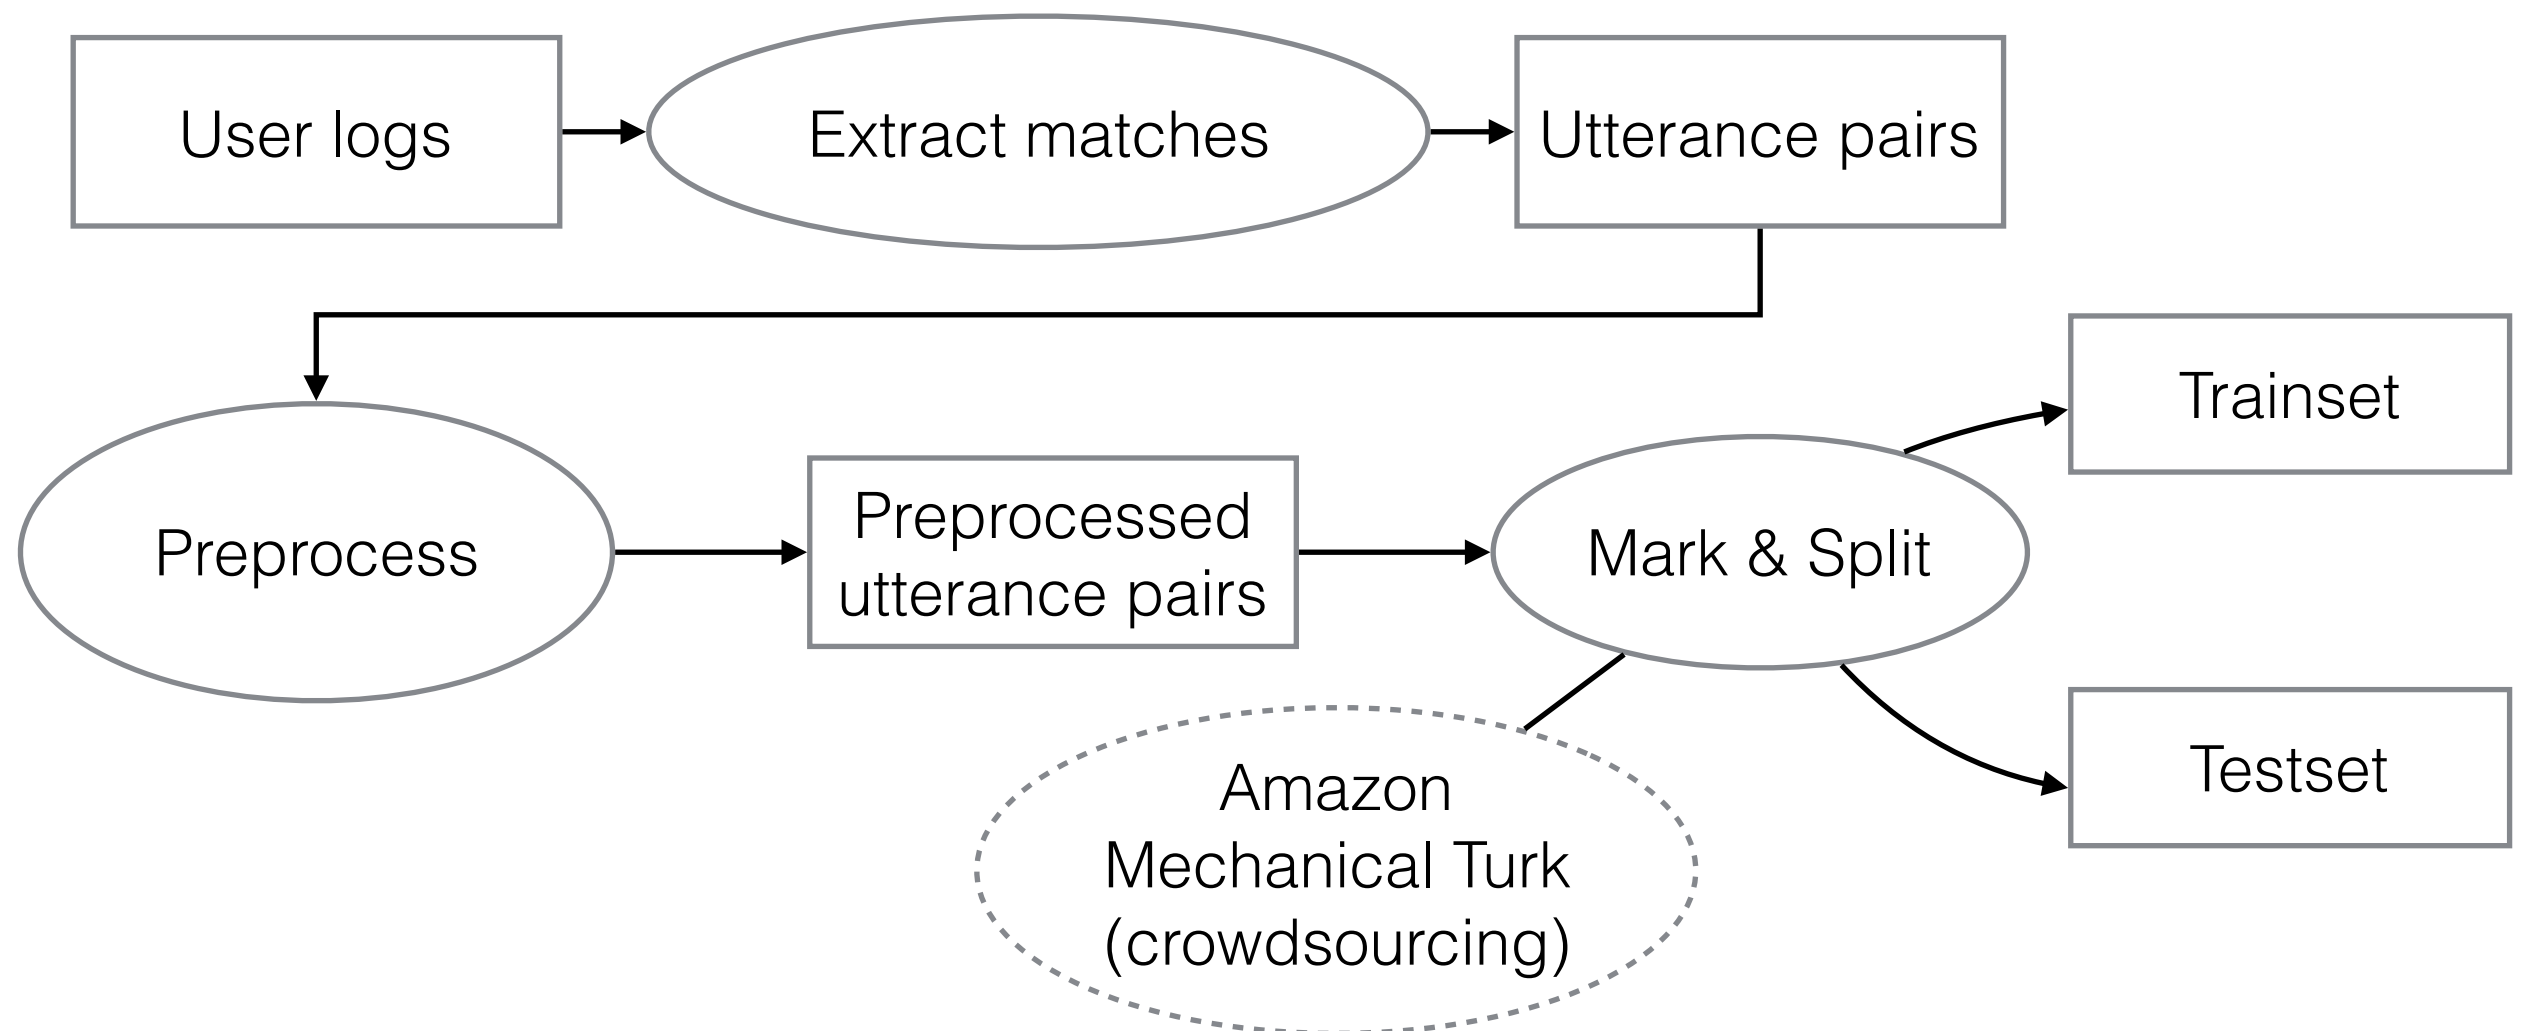 User logs
Extract matches
Utterance pairs
Preprocess
Preprocessed
utterance pairs
Mark & Split
Trainset
Testset
Amazon
Mechanical Turk
(crowdsourcing)